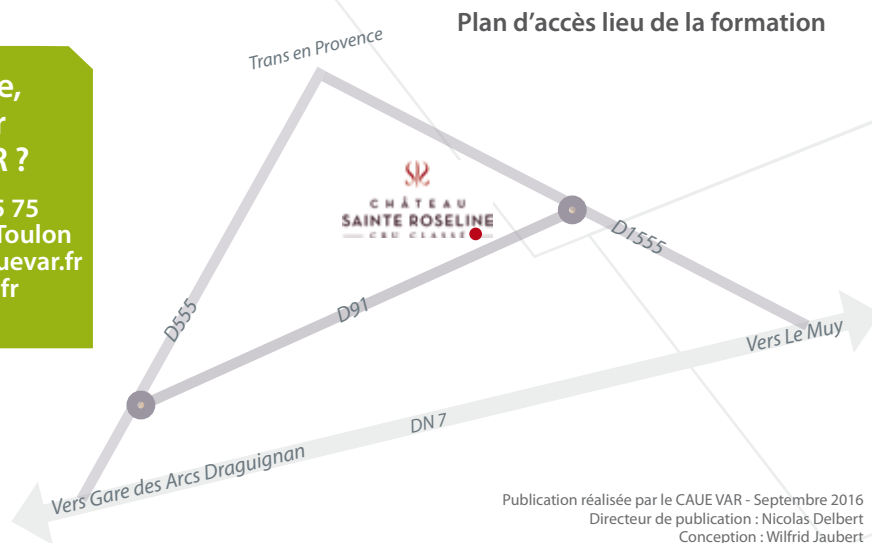 Plan d’accès lieu de la formation
Trans en Provence
e,
r
R ?
5 75
Toulon
uevar.fr
fr
CHÂTEAU
SAINTE ROSELINE
CRU CLASSÉ
D1555
D555
D91
Vers Le Muy
DN 7
Vers Gare des Arcs Draguignan
Publication réalisée par le CAUE VAR - Septembre 2016
Directeur de publication : Nicolas Delbert
Conception : Wilfrid Jaubert